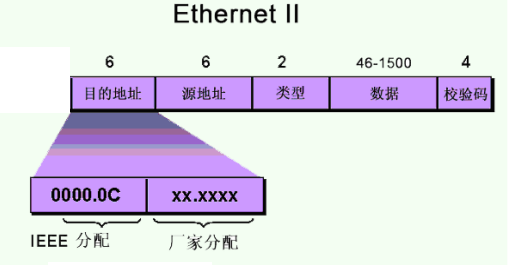 Ethernet II
6 6 2 46-1500 4
目的地址 源地址 类型 数据 校验码
0000.0C xx.xxxx
IEEE 分配 厂家分配